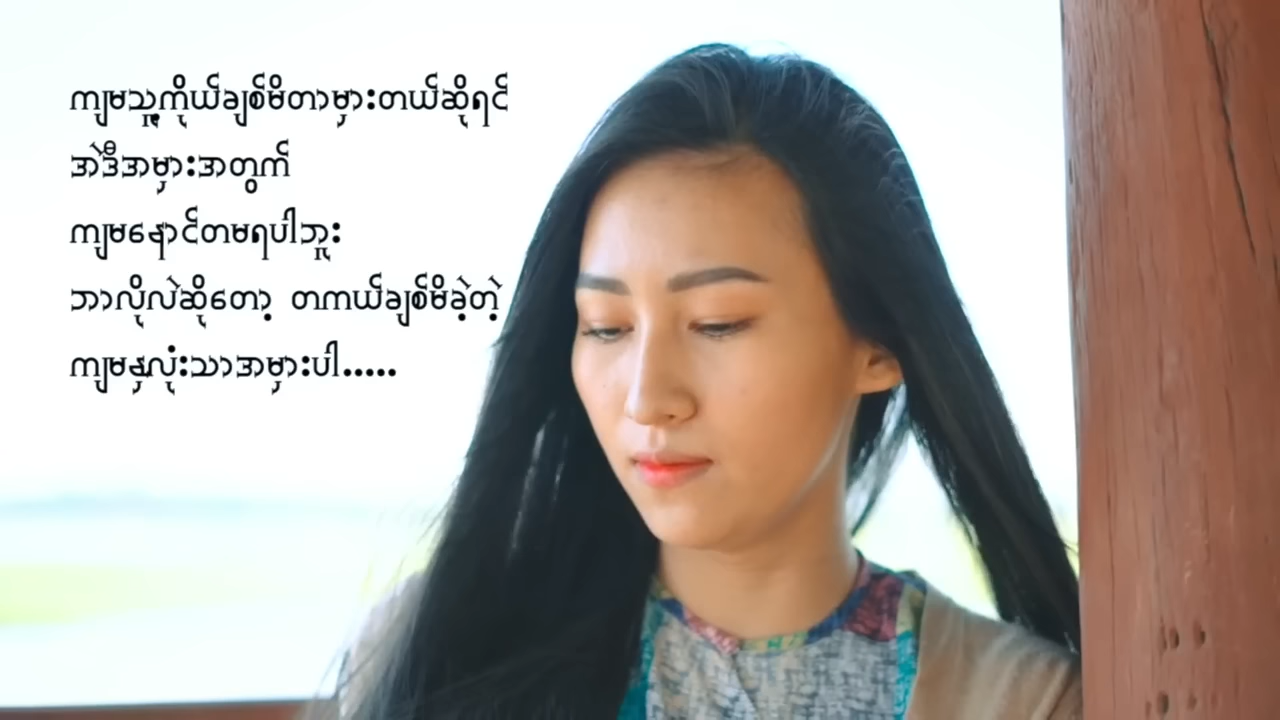 ကျမသူ့ကိုယ်ချစ်မိတာမှားတယ်ဆိုရင်
အဲဒီအမှားအတွက်
ကျမနောင်တမရပါဘူး
ဘာလိုလဲဆိုတော့ တကယ်ချစ်မိခဲ့တဲ့
ကျမနှလုံးသာအမှားပါ.....